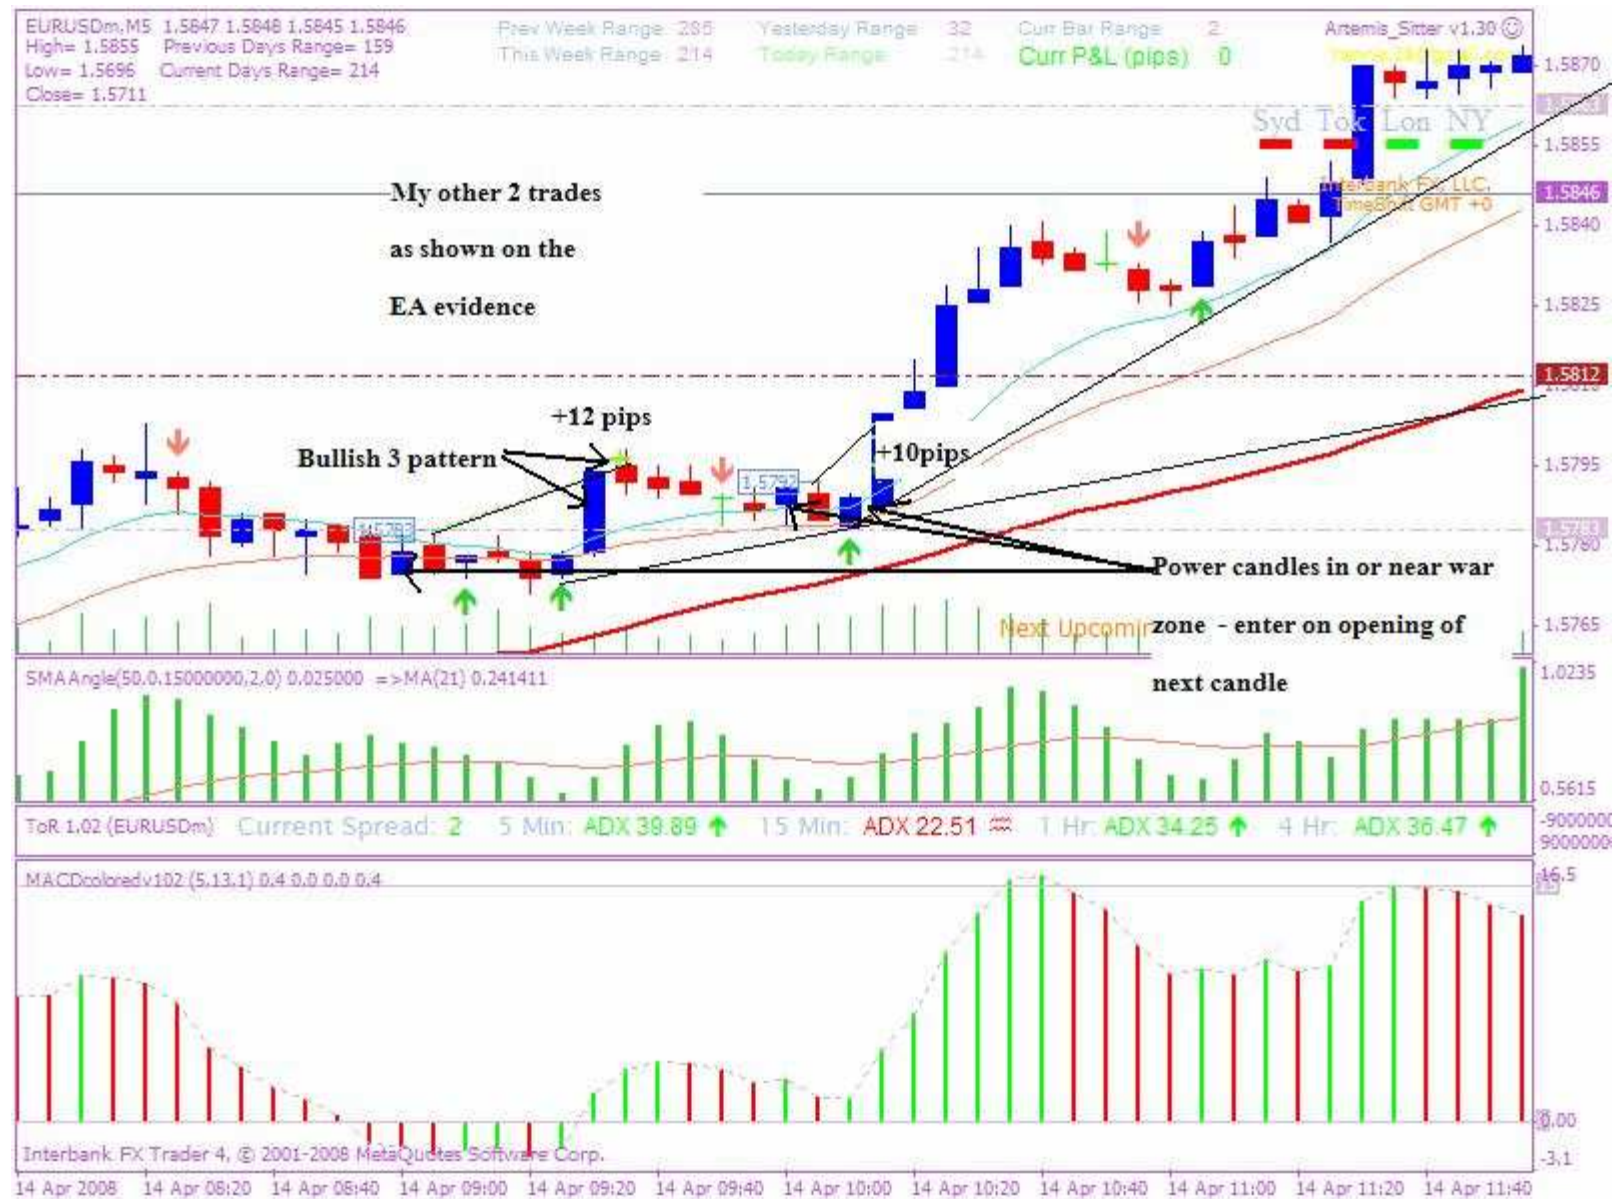 EURUSDm,M5 1.5847 1.5848 1.5845 1.5846
High= 1.5855 Previous Days Range= 159
Low= 1.5696 Current Days Range= 214
Close= 1.5711
Prev Week Range 285 Yesterday Range 32 Curr Bar Range 2
This Week Range 214 Today Range 214 Curr P&L (pips) 0
Artemis_Sitter v1.30
Syd Tok Lon NY
Interbank FX, LLC.
TimeShift GMT +0
My other 2 trades
as shown on the
EA evidence
+12 pips
Bullish 3 pattern
+10pips
1.5792
Power candles in or near war
zone - enter on opening of
next candle
Next Upcomin
1.5870
1.5855
1.5846
1.5840
1.5825
1.5812
1.5795
1.5783
1.5780
1.5765
SMAAngle(50,0.15000000,2,0) 0.025000 =>MA(21) 0.241411
1.0235
0.5615
ToR 1.02 (EURUSDm) Current Spread: 2 5 Min: ADX 39.89 15 Min: ADX 22.51 1 Hr: ADX 34.25 4 Hr: ADX 36.47
-9000000
90000000
MACDcoloredv102 (5,13,1) 0.4 0.0 0.0 0.4
16.5
0.00
-3.1
Interbank FX Trader 4, © 2001-2008 MetaQuotes Software Corp.
14 Apr 2008 14 Apr 08:20 14 Apr 08:40 14 Apr 09:00 14 Apr 09:20 14 Apr 09:40 14 Apr 10:00 14 Apr 10:20 14 Apr 10:40 14 Apr 11:00 14 Apr 11:20 14 Apr 11:40